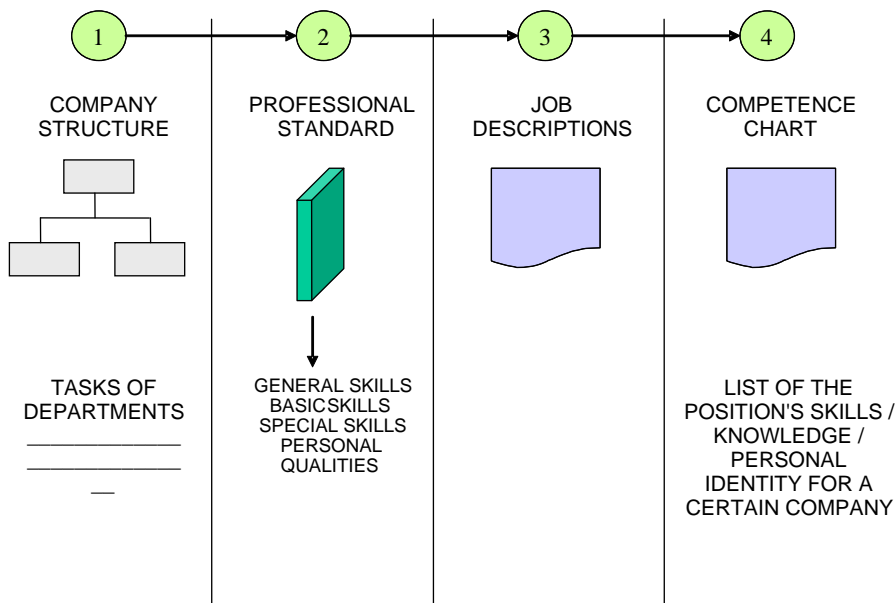 1
2
3
4
COMPANY
STRUCTURE
PROFESSIONAL
STANDARD
JOB
DESCRIPTIONS
COMPETENCE
CHART
TASKS OF
DEPARTMENTS
GENERAL SKILLS
BASICSKILLS
SPECIAL SKILLS
PERSONAL
QUALITIES
LIST OF THE
POSITION'S SKILLS /
KNOWLEDGE /
PERSONAL
IDENTITY FOR A
CERTAIN COMPANY